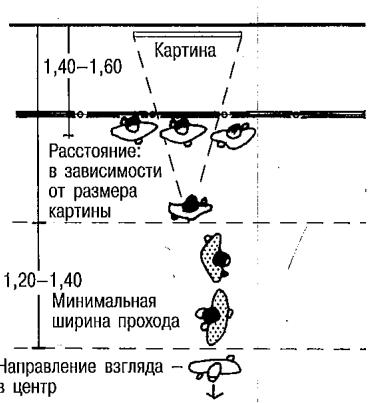 Картина
1,40–1,60
Расстояние:
в зависимости
от размера
картины
1,20–1,40
Минимальная
ширина прохода
Направление взгляда –
в центр